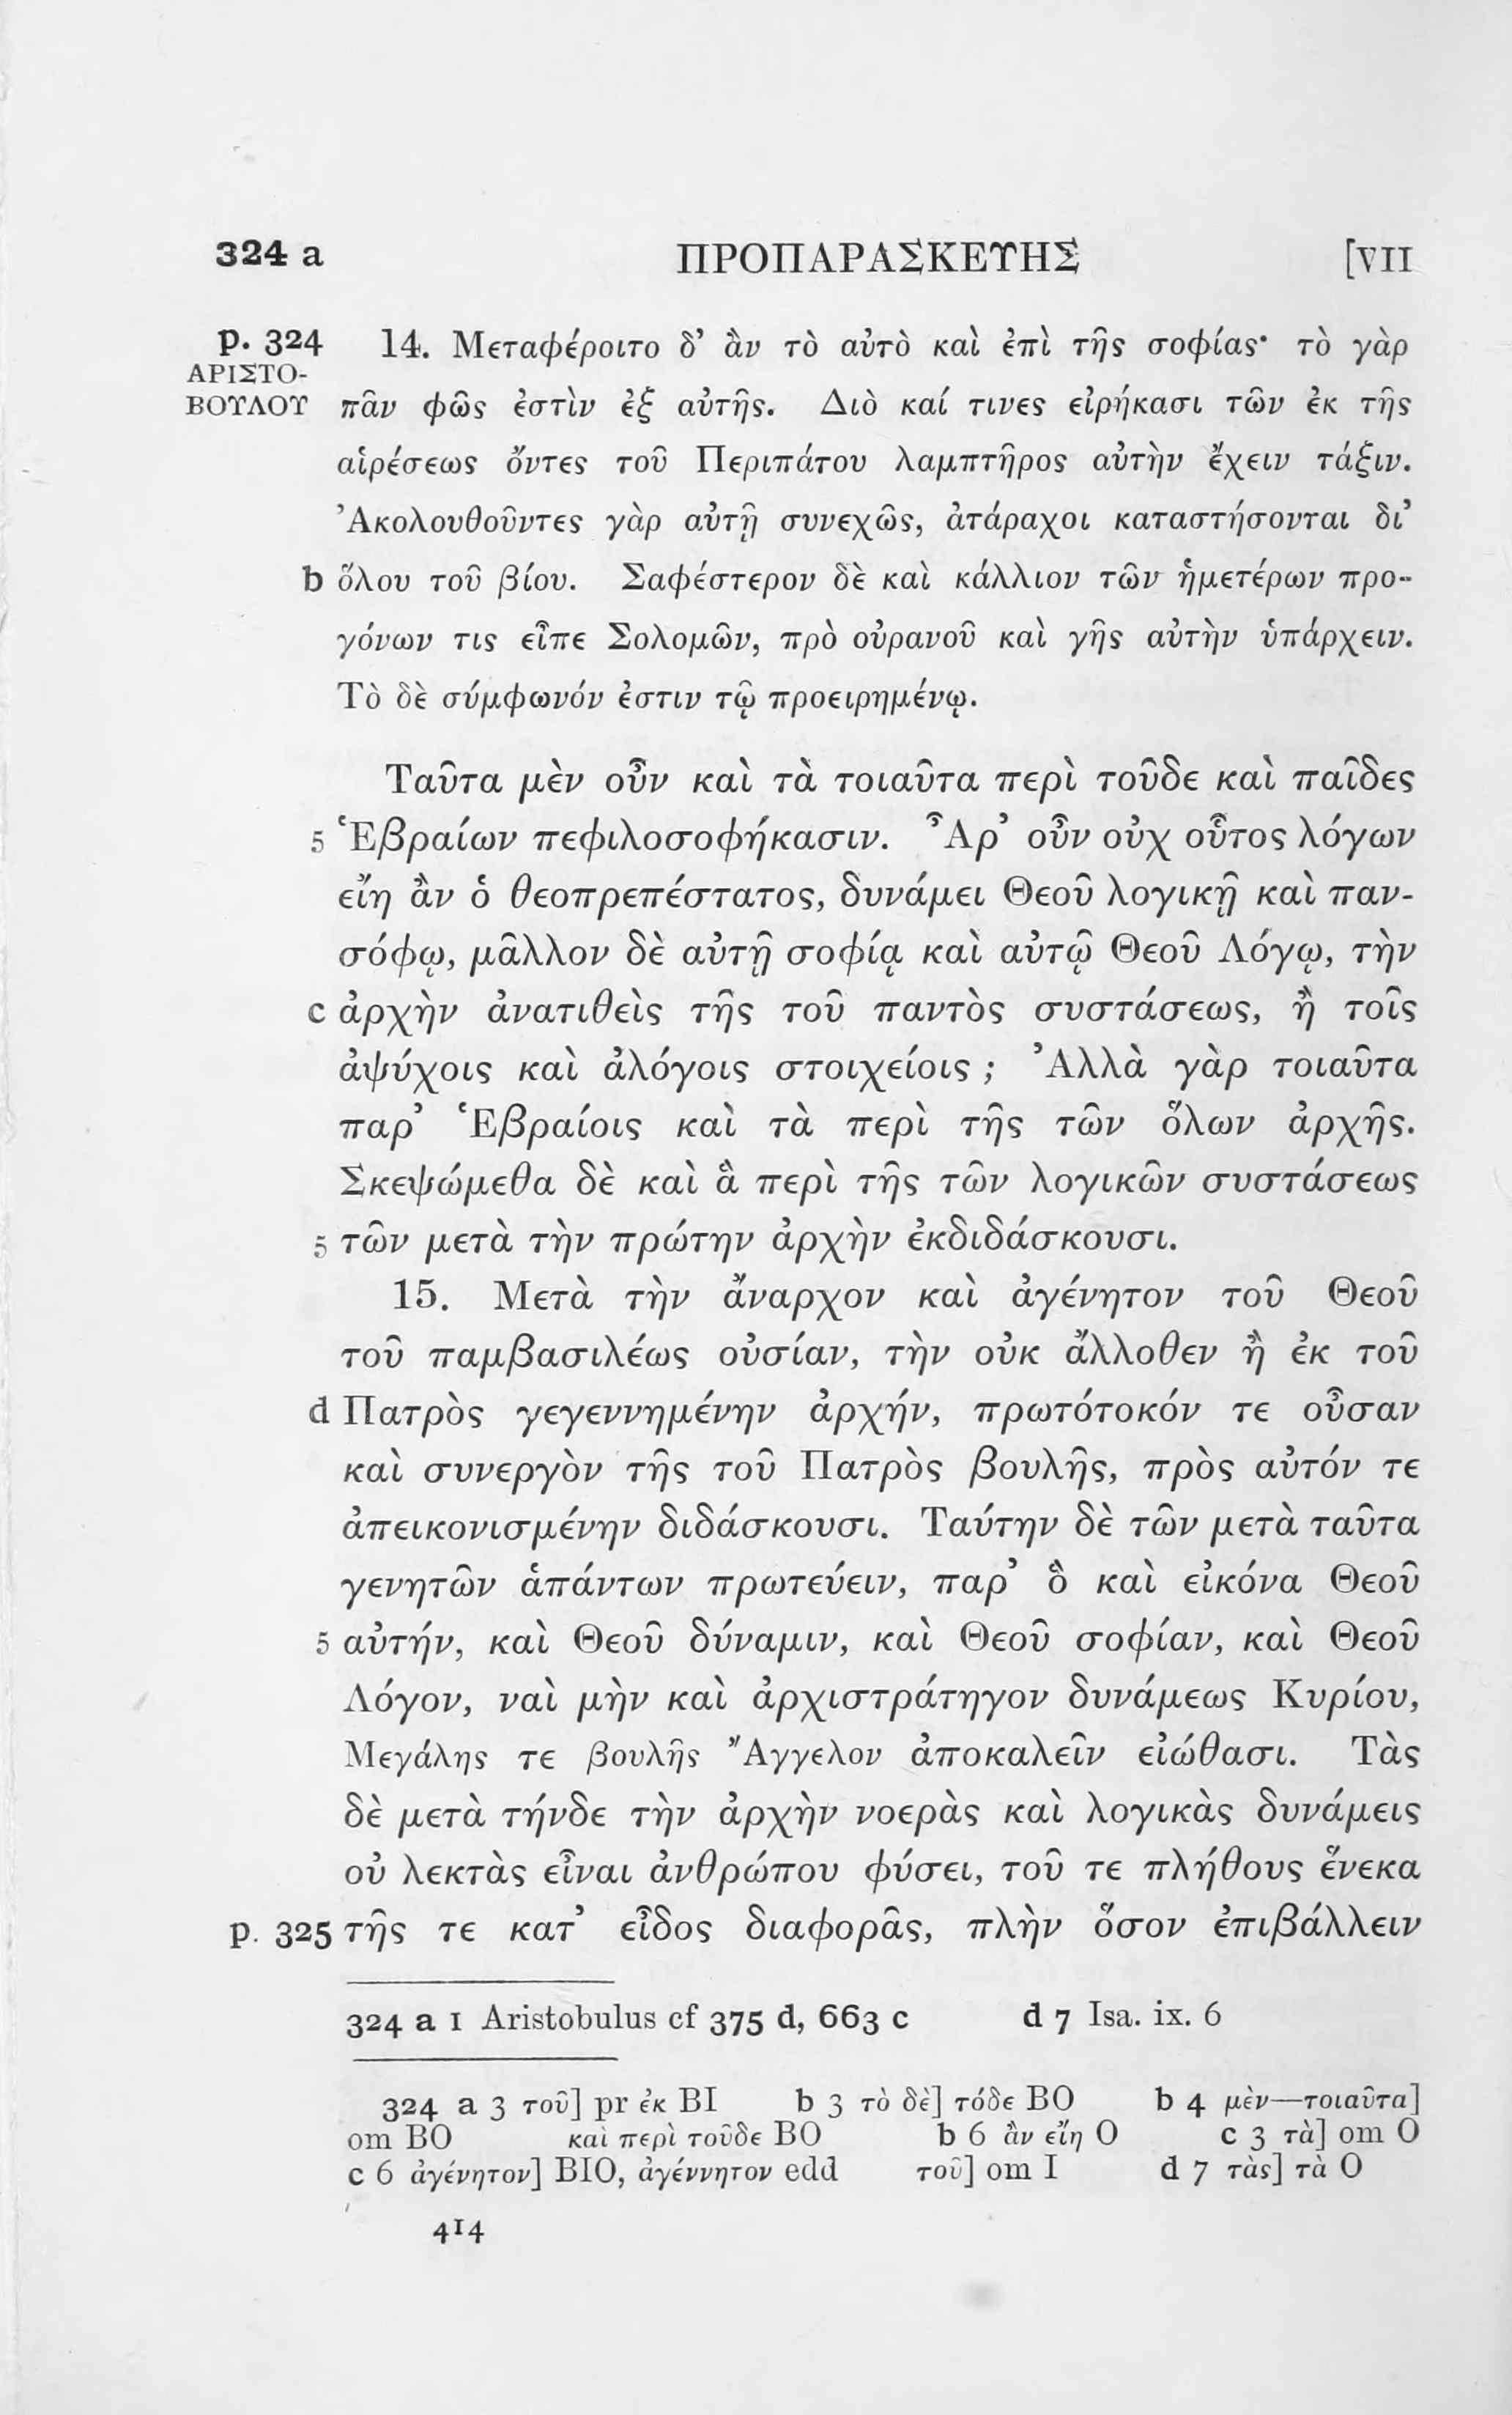 324 a ΠΡΟΠΑΡΑΣΚΕΥΗΣ [VII
p. 324 14. Μεταφέροιτο δ’ ἂν τὸ αὐτὸ καὶ ἐπὶ τῆς σοφίας· τὸ γὰρ
ΑΡΙΣΤΟ-
ΒΟΥΛΟΥ πᾶν φῶς ἐστὶν ἐξ αὐτῆς. Διὸ καί τινες εἰρήκασι τῶν ἐκ τῆς
αἱρέσεως ὄντες τοῦ Περιπάτου λαμπτῆρος αὐτὴν ἔχειν τάξιν.
Ἀκολουθοῦντες γὰρ αὐτῇ συνεχῶς, ἀτάραχοι καταστήσονται δι’
b ὅλου τοῦ βίου. Σαφέστερον δὲ καὶ κάλλιον τῶν ἡμετέρων προ-
γόνων τις εἶπε Σολομῶν, πρὸ οὐρανοῦ καὶ γῆς αὐτὴν ὑπάρχειν.
Τὸ δὲ σύμφωνόν ἐστιν τῷ προειρημένῳ.
Ταῦτα μὲν οὖν καὶ τὰ τοιαῦτα περὶ τοῦδε καὶ παῖδες
5 Ἑβραίων πεφιλοσοφήκασιν. Ἆρ’ οὖν οὐχ οὗτος λόγων
εἴη ἂν ὁ θεοπρεπέστατος, δυνάμει Θεοῦ λογικῇ καὶ παν-
σόφῳ, μᾶλλον δὲ αὐτῇ σοφίᾳ καὶ αὐτῷ Θεοῦ Λόγῳ, τὴν
c ἀρχὴν ἀνατιθεὶς τῆς τοῦ παντὸς συστάσεως, ἢ τοῖς
ἀψύχοις καὶ ἀλόγοις στοιχείοις ; Ἀλλὰ γὰρ τοιαῦτα
παρ’ Ἑβραίοις καὶ τὰ περὶ τῆς τῶν ὅλων ἀρχῆς.
Σκεψώμεθα δὲ καὶ ἃ περὶ τῆς τῶν λογικῶν συστάσεως
5 τῶν μετὰ τὴν πρώτην ἀρχὴν ἐκδιδάσκουσι.
15. Μετὰ τὴν ἄναρχον καὶ ἀγένητον τοῦ Θεοῦ
τοῦ παμβασιλέως οὐσίαν, τὴν οὐκ ἄλλοθεν ἢ ἐκ τοῦ
d Πατρὸς γεγεννημένην ἀρχήν, πρωτότοκόν τε οὖσαν
καὶ συνεργὸν τῆς τοῦ Πατρὸς βουλῆς, πρὸς αὐτόν τε
ἀπεικονισμένην διδάσκουσι. Ταύτην δὲ τῶν μετὰ ταῦτα
γενητῶν ἁπάντων πρωτεύειν, παρ’ ὃ καὶ εἰκόνα Θεοῦ
5 αὐτήν, καὶ Θεοῦ δύναμιν, καὶ Θεοῦ σοφίαν, καὶ Θεοῦ
Λόγον, ναὶ μὴν καὶ ἀρχιστράτηγον δυνάμεως Κυρίου,
Μεγάλης τε βουλῆς Ἄγγελον ἀποκαλεῖν εἰώθασι. Τὰς
δὲ μετὰ τήνδε τὴν ἀρχὴν νοερὰς καὶ λογικὰς δυνάμεις
οὐ λεκτὰς εἶναι ἀνθρώπου φύσει, τοῦ τε πλήθους ἕνεκα
p. 325 τῆς τε κατ’ εἶδος διαφορᾶς, πλὴν ὅσον ἐπιβάλλειν
324 a 1 Aristobulus cf 375 d, 663 c d 7 Isa. ix. 6
324 a 3 τοῦ] pr ἐκ BI b 3 τὸ δὲ] τόδε BO b 4 μὲν—τοιαῦτα]
om BO καὶ περὶ τοῦδε BO b 6 ἂν εἴη O c 3 τὰ] om O
c 6 ἀγένητον] BIO, ἀγέννητον edd τοῦ] om I d 7 τὰς] τὰ O
414